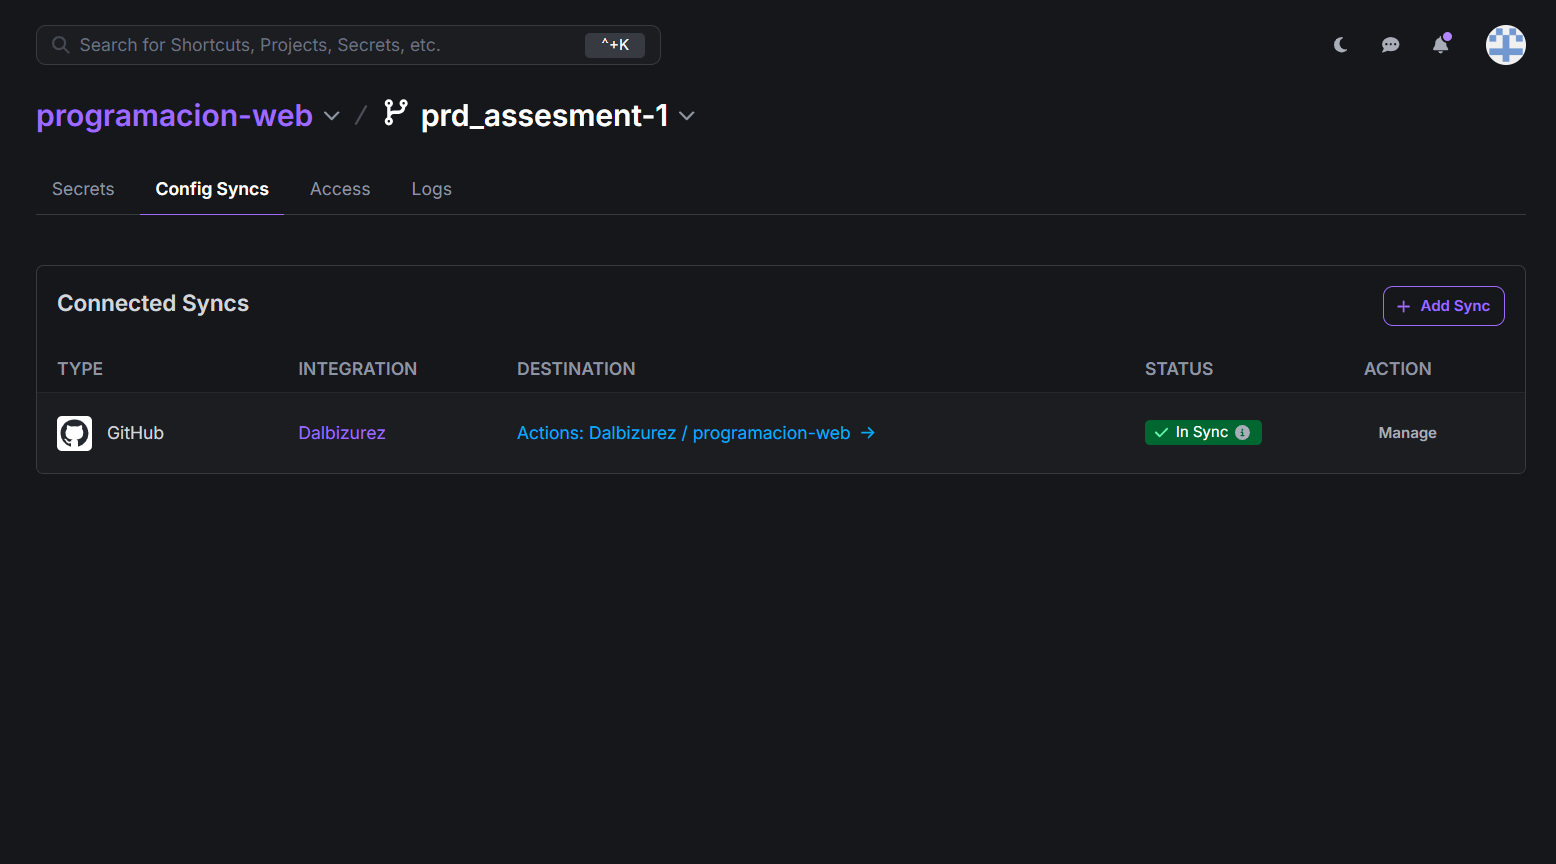 Search for Shortcuts, Projects, Secrets, etc. ^+K
programacion-web / prd_assesment-1
Secrets Config Syncs Access Logs
Connected Syncs
+ Add Sync
TYPE INTEGRATION DESTINATION STATUS ACTION
GitHub Dalbizurez Actions: Dalbizurez / programacion-web → In Sync Manage